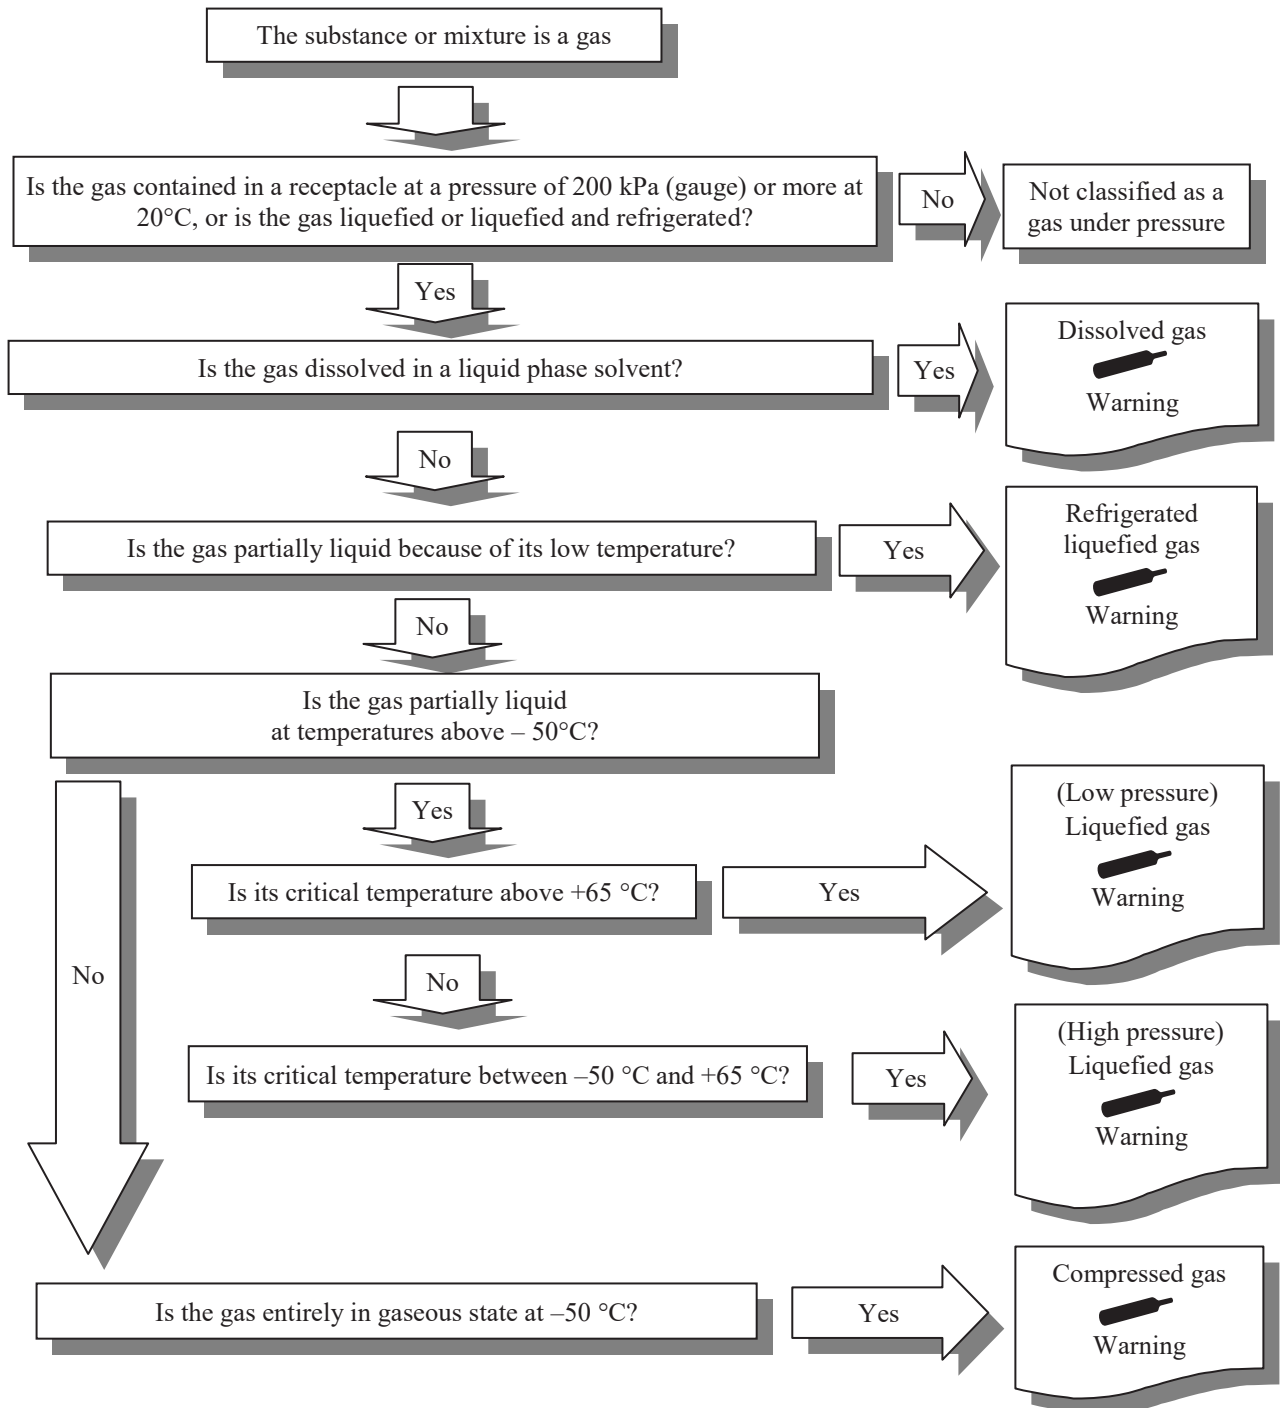 The substance or mixture is a gas
Is the gas contained in a receptacle at a pressure of 200 kPa (gauge) or more at
20°C, or is the gas liquefied or liquefied and refrigerated?
No
Not classified as a
gas under pressure
Yes
Is the gas dissolved in a liquid phase solvent?
Yes
Dissolved gas
Warning
No
Is the gas partially liquid because of its low temperature?
Yes
Refrigerated
liquefied gas
Warning
No
Is the gas partially liquid
at temperatures above – 50°C?
Yes
Is its critical temperature above +65 °C?
Yes
(Low pressure)
Liquefied gas
Warning
No
No
Is its critical temperature between –50 °C and +65 °C?
Yes
(High pressure)
Liquefied gas
Warning
Is the gas entirely in gaseous state at –50 °C?
Yes
Compressed gas
Warning